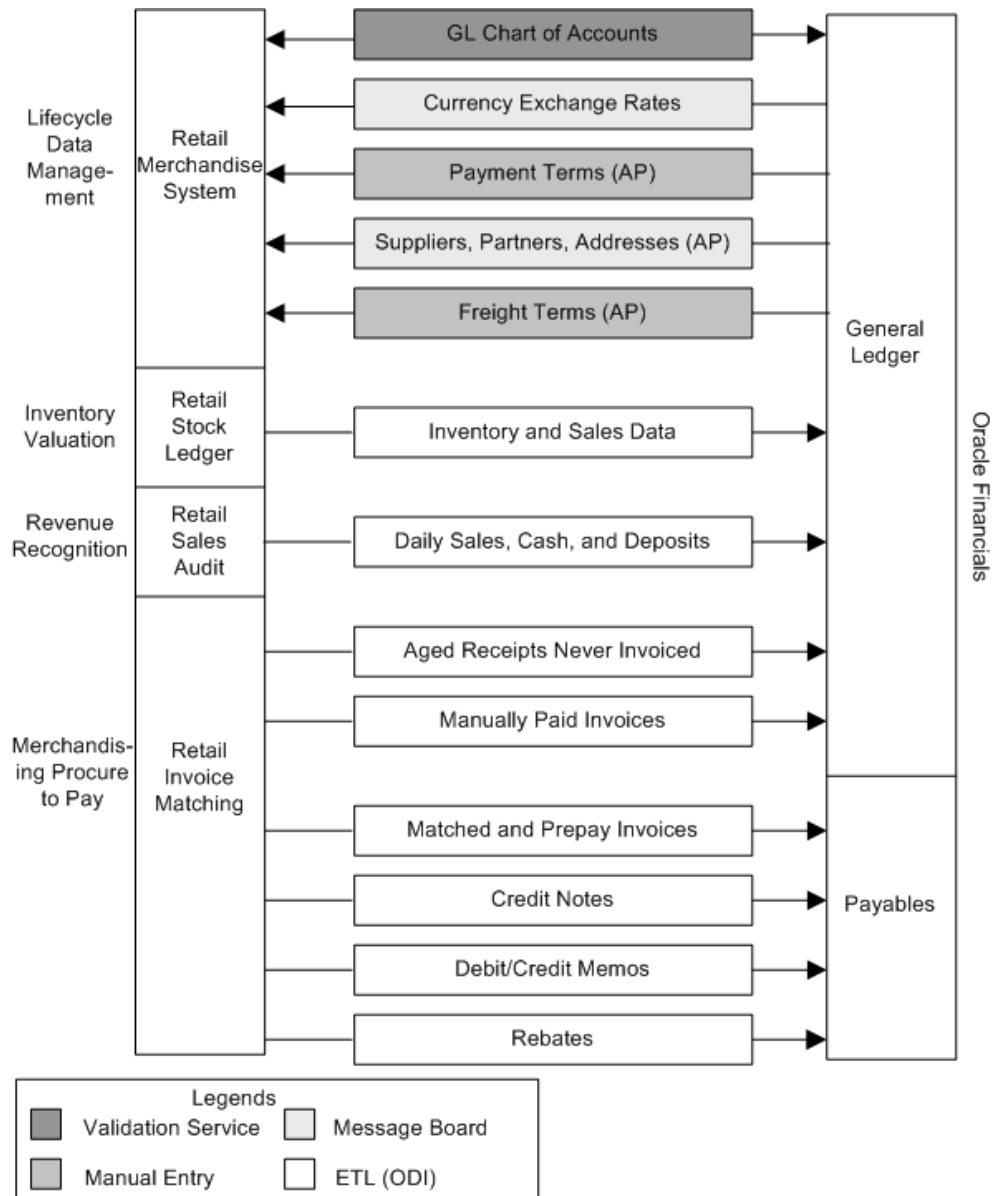 GL Chart of Accounts
Currency Exchange Rates
Payment Terms (AP)
Suppliers, Partners, Addresses (AP)
Freight Terms (AP)
Inventory and Sales Data
Daily Sales, Cash, and Deposits
Aged Receipts Never Invoiced
Manually Paid Invoices
Matched and Prepay Invoices
Credit Notes
Debit/Credit Memos
Rebates
Lifecycle
Data
Manage-
ment
Inventory
Valuation
Revenue
Recognition
Merchandis-
ing Procure
to Pay
Retail
Merchandise
System
Retail
Stock
Ledger
Retail
Sales
Audit
Retail
Invoice
Matching
General
Ledger
Payables
Oracle Financials
Legends
Validation Service
Message Board
Manual Entry
ETL (ODI)